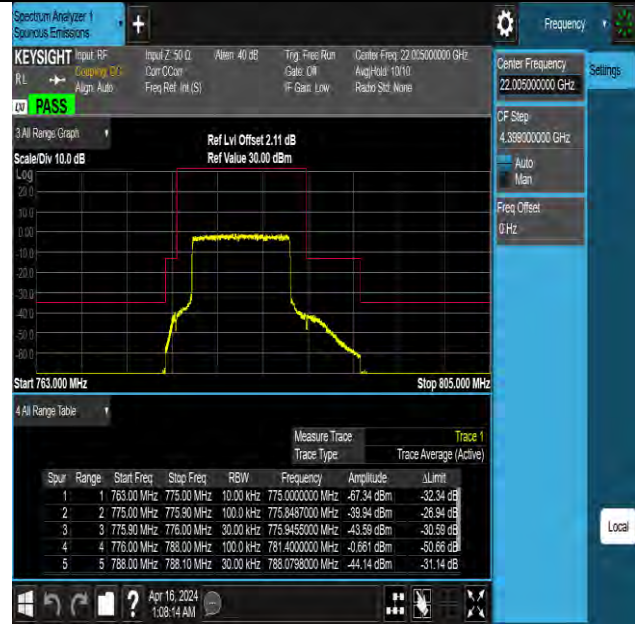 Spectrum Analyzer 1
Spurious Emissions
+
Frequency
KEYSIGHT
RL
Input: RF
Coupling: DC
Align: Auto
Input Z: 50 Ω
Corr CCorr
Freq Ref: Int (S)
Atten: 40 dB
Trig: Free Run
Gate: Off
IF Gain: Low
Center Freq: 22.005000000 GHz
Avg|Hold: 10/10
Radio Std: None
LXI PASS
3 All Range Graph
Scale/Div 10.0 dB
Ref Lvl Offset 2.11 dB
Ref Value 30.00 dBm
Log
20.0
10.0
0.00
-10.0
-20.0
-30.0
-40.0
-50.0
-60.0
Start 763.000 MHz
Stop 805.000 MHz
4 All Range Table
Measure Trace Trace 1
Trace Type Trace Average (Active)
Spur Range Start Freq Stop Freq RBW Frequency Amplitude ΔLimit
1 1 763.00 MHz 775.00 MHz 10.00 kHz 775.0000000 MHz -67.34 dBm -32.34 dB
2 2 775.00 MHz 775.90 MHz 100.0 kHz 775.8487000 MHz -39.94 dBm -26.94 dB
3 3 775.90 MHz 776.00 MHz 30.00 kHz 775.9455000 MHz -43.59 dBm -30.59 dB
4 4 776.00 MHz 788.00 MHz 100.0 kHz 781.4000000 MHz -0.661 dBm -50.66 dB
5 5 788.00 MHz 788.10 MHz 30.00 kHz 788.0798000 MHz -44.14 dBm -31.14 dB
?
Apr 16, 2024
1:08:14 AM
Center Frequency
22.005000000 GHz
Settings
CF Step
4.399000000 GHz
Auto
Man
Freq Offset
0 Hz
Local